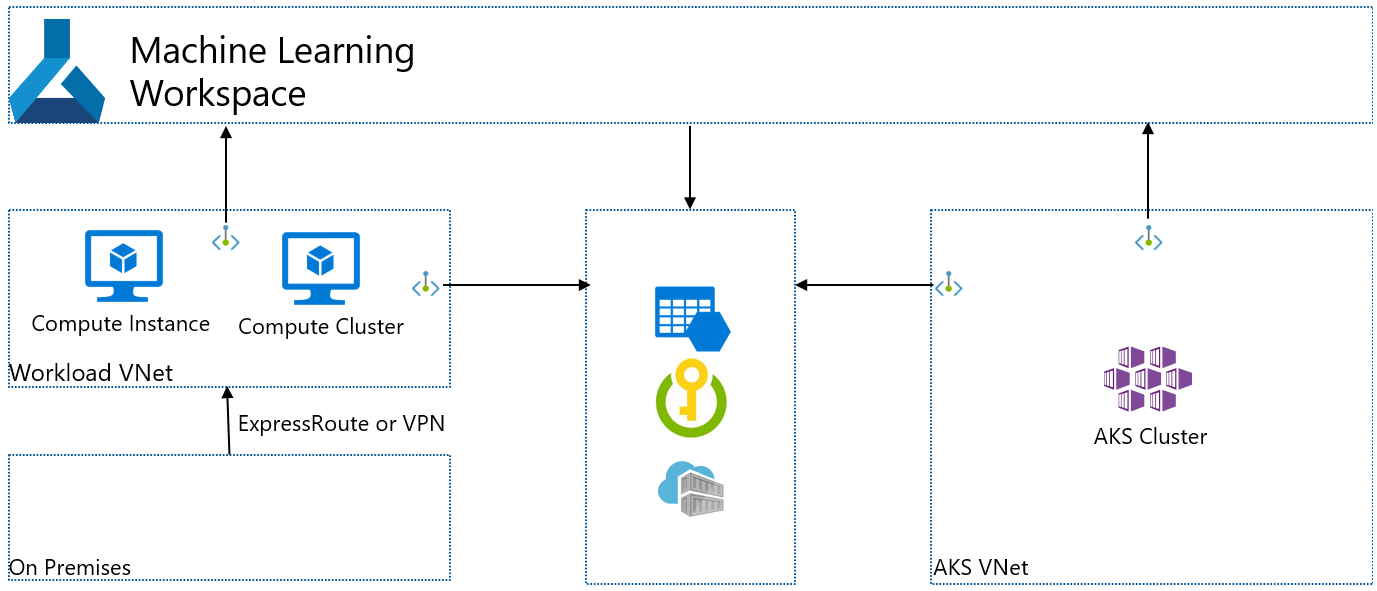 Machine Learning
Workspace
Compute Instance
Compute Cluster
Workload VNet
ExpressRoute or VPN
On Premises
AKS Cluster
AKS VNet